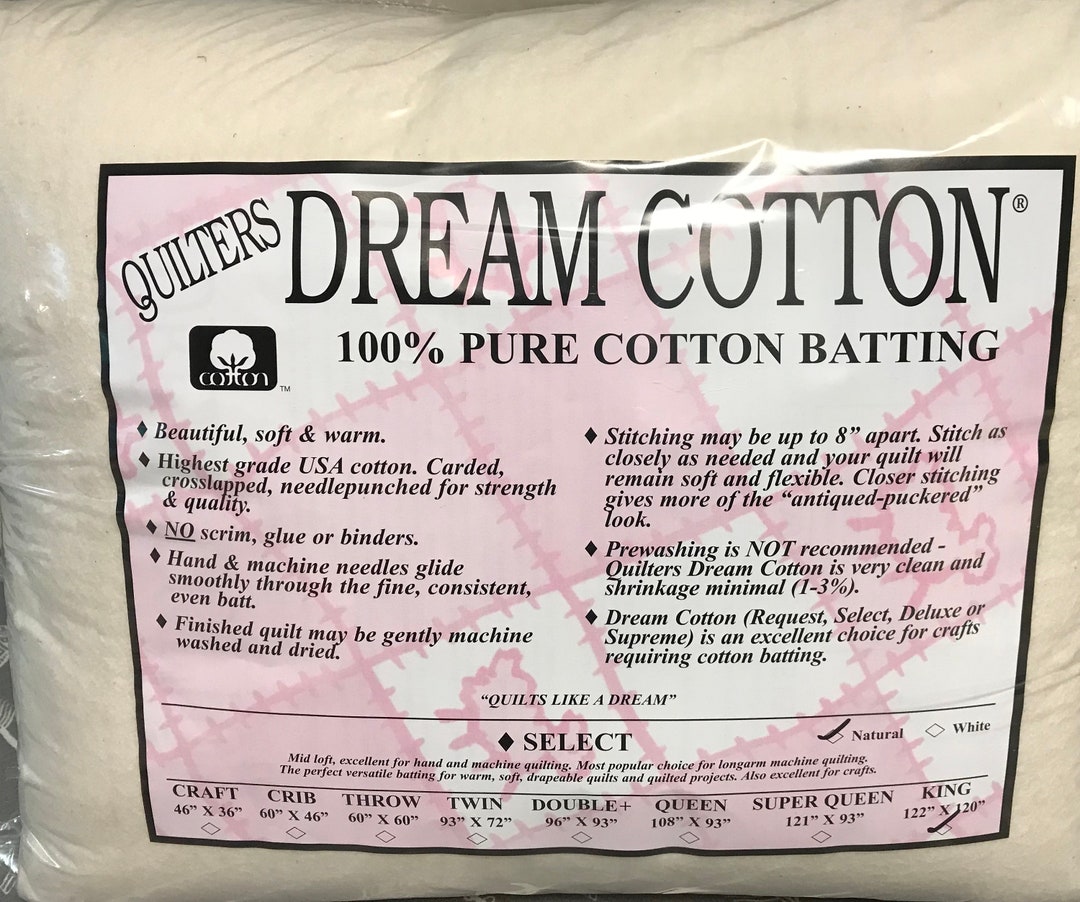 QUILTERS DREAM COTTON®
cotton TM
100% PURE COTTON BATTING
♦ Beautiful, soft & warm.
♦ Highest grade USA cotton. Carded,
crosslapped, needlepunched for strength
& quality.
♦ NO scrim, glue or binders.
♦ Hand & machine needles glide
smoothly through the fine, consistent,
even batt.
♦ Finished quilt may be gently machine
washed and dried.
♦ Stitching may be up to 8” apart. Stitch as
closely as needed and your quilt will
remain soft and flexible. Closer stitching
gives more of the “antiqued-puckered”
look.
♦ Prewashing is NOT recommended -
Quilters Dream Cotton is very clean and
shrinkage minimal (1-3%).
♦ Dream Cotton (Request, Select, Deluxe or
Supreme) is an excellent choice for crafts
requiring cotton batting.
“QUILTS LIKE A DREAM”
♦ SELECT
Natural ◇ White
Mid loft, excellent for hand and machine quilting. Most popular choice for longarm machine quilting.
The perfect versatile batting for warm, soft, drapeable quilts and quilted projects. Also excellent for crafts.
CRAFT CRIB THROW TWIN DOUBLE+ QUEEN SUPER QUEEN KING
46” X 36” 60” X 46” 60” X 60” 93” X 72” 96” X 93” 108” X 93” 121” X 93” 122” X 120”